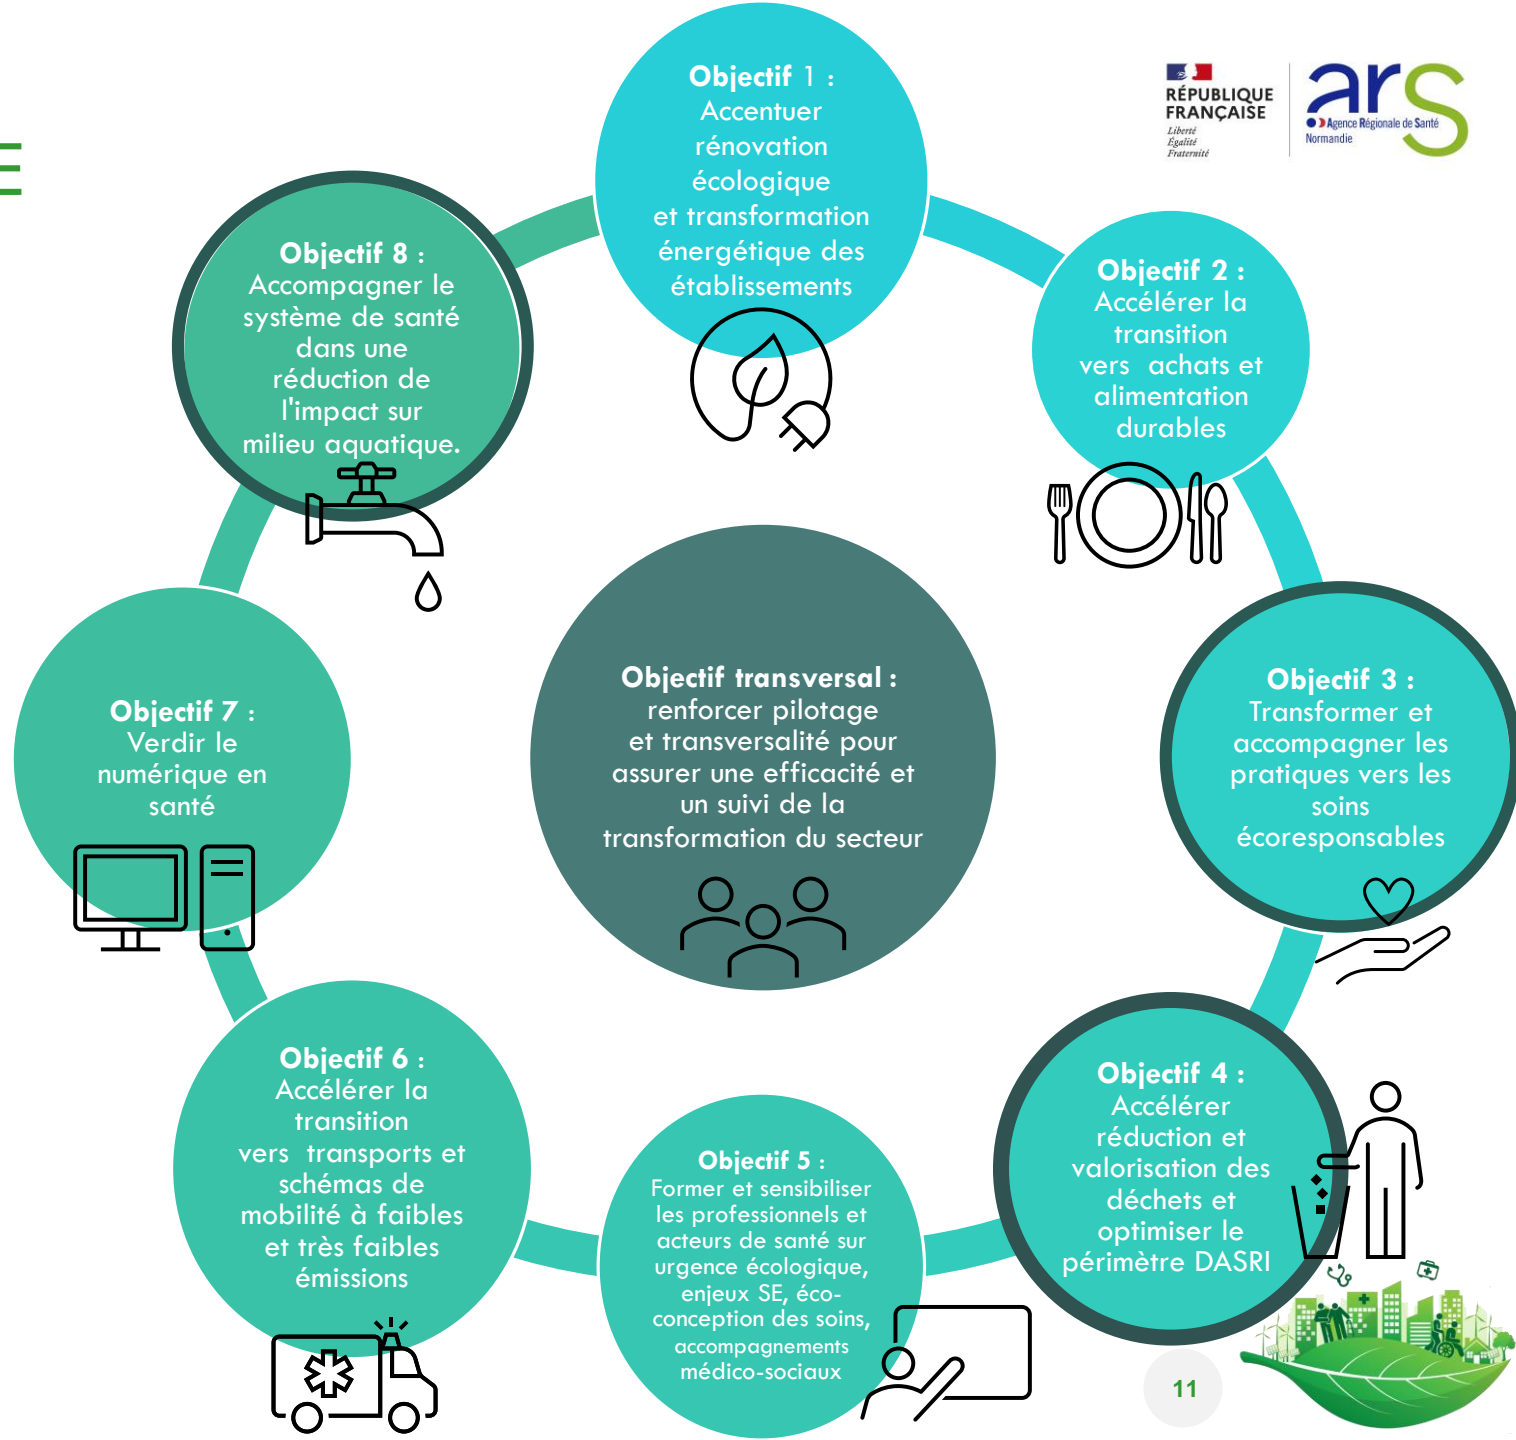 RÉPUBLIQUE
FRANÇAISE
Liberté
Égalité
Fraternité
ars
Agence Régionale de Santé
Normandie
Objectif 1 :
Accentuer
rénovation
écologique
et transformation
énergétique des
établissements
Objectif 2 :
Accélérer la
transition
vers  achats et
alimentation
durables
Objectif 3 :
Transformer et
accompagner les
pratiques vers les
soins
écoresponsables
Objectif 4 :
Accélérer
réduction et
valorisation des
déchets et
optimiser le
périmètre DASRI
Objectif 5 :
Former et sensibiliser
les professionnels et
acteurs de santé sur
urgence écologique,
enjeux SE, éco-
conception des soins,
accompagnements
médico-sociaux
Objectif 6 :
Accélérer la
transition
vers  transports et
schémas de
mobilité à faibles
et très faibles
émissions
Objectif 7 :
Verdir le
numérique en
santé
Objectif 8 :
Accompagner le
système de santé
dans une
réduction de
l'impact sur
milieu aquatique.
Objectif transversal :
renforcer pilotage
et transversalité pour
assurer une efficacité et
un suivi de la
transformation du secteur
11